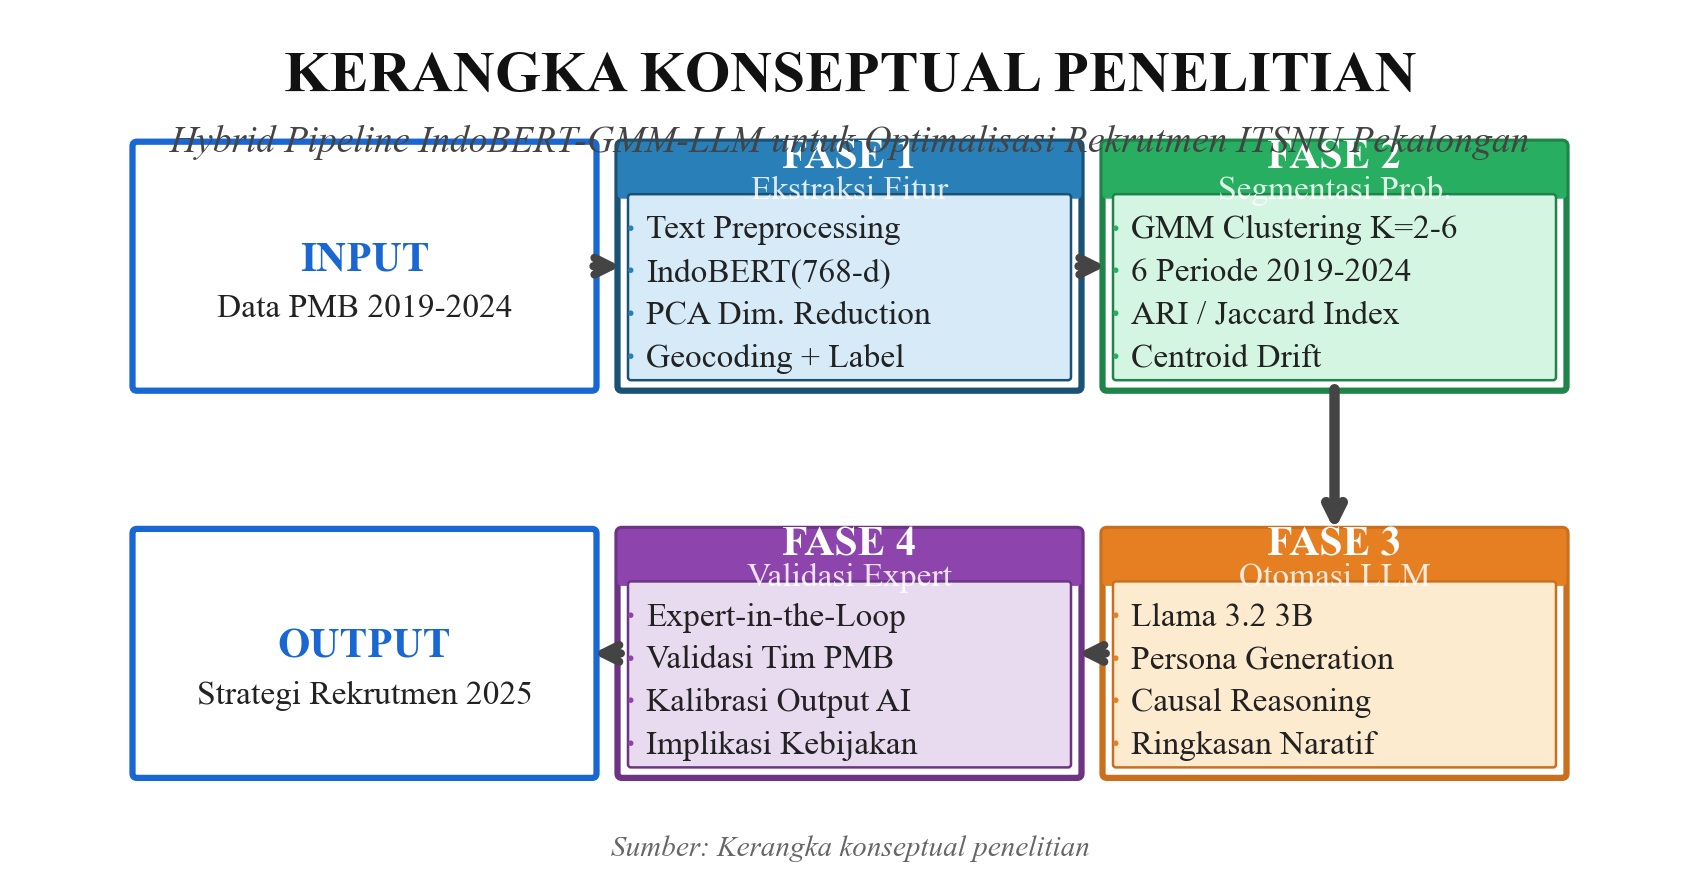 KERANGKA KONSEPTUAL PENELITIAN
Hybrid Pipeline IndoBERT-GMM-LLM untuk Optimalisasi Rekrutmen ITSNU Pekalongan
INPUT
Data PMB 2019-2024
FASE 1
Ekstraksi Fitur
Text Preprocessing
IndoBERT(768-d)
PCA Dim. Reduction
Geocoding + Label
FASE 2
Segmentasi Prob.
GMM Clustering K=2-6
6 Periode 2019-2024
ARI / Jaccard Index
Centroid Drift
FASE 3
Otomasi LLM
Llama 3.2 3B
Persona Generation
Causal Reasoning
Ringkasan Naratif
FASE 4
Validasi Expert
Expert-in-the-Loop
Validasi Tim PMB
Kalibrasi Output AI
Implikasi Kebijakan
OUTPUT
Strategi Rekrutmen 2025
Sumber: Kerangka konseptual penelitian